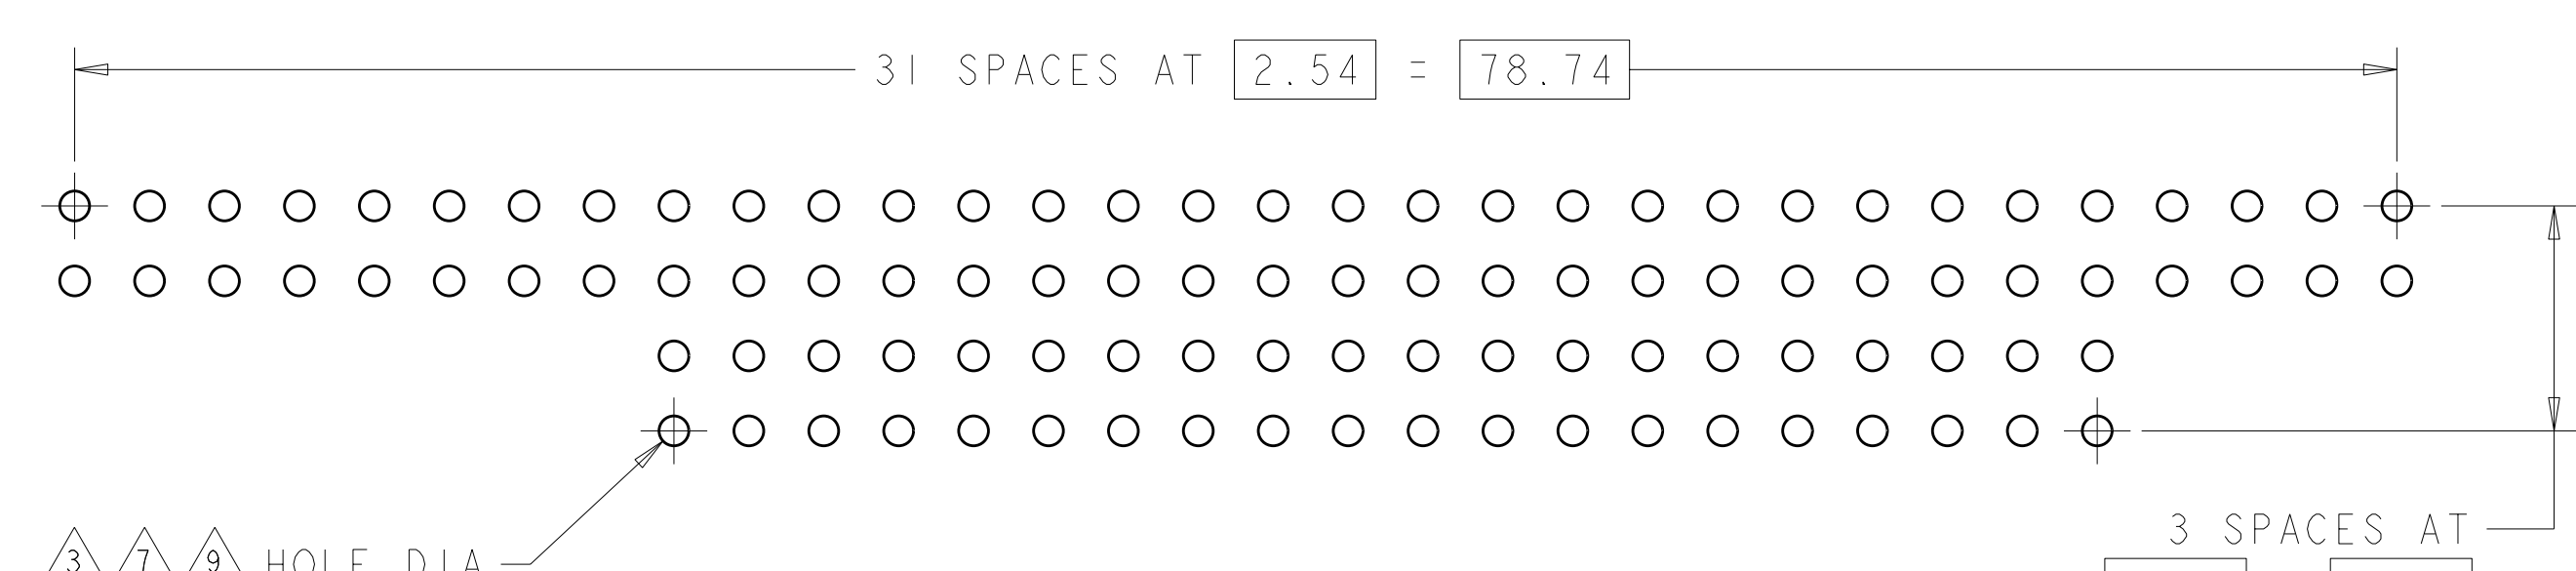 31 SPACES AT 2.54 = 78.74
3 SPACES AT
3 7 9 HOLE DIA